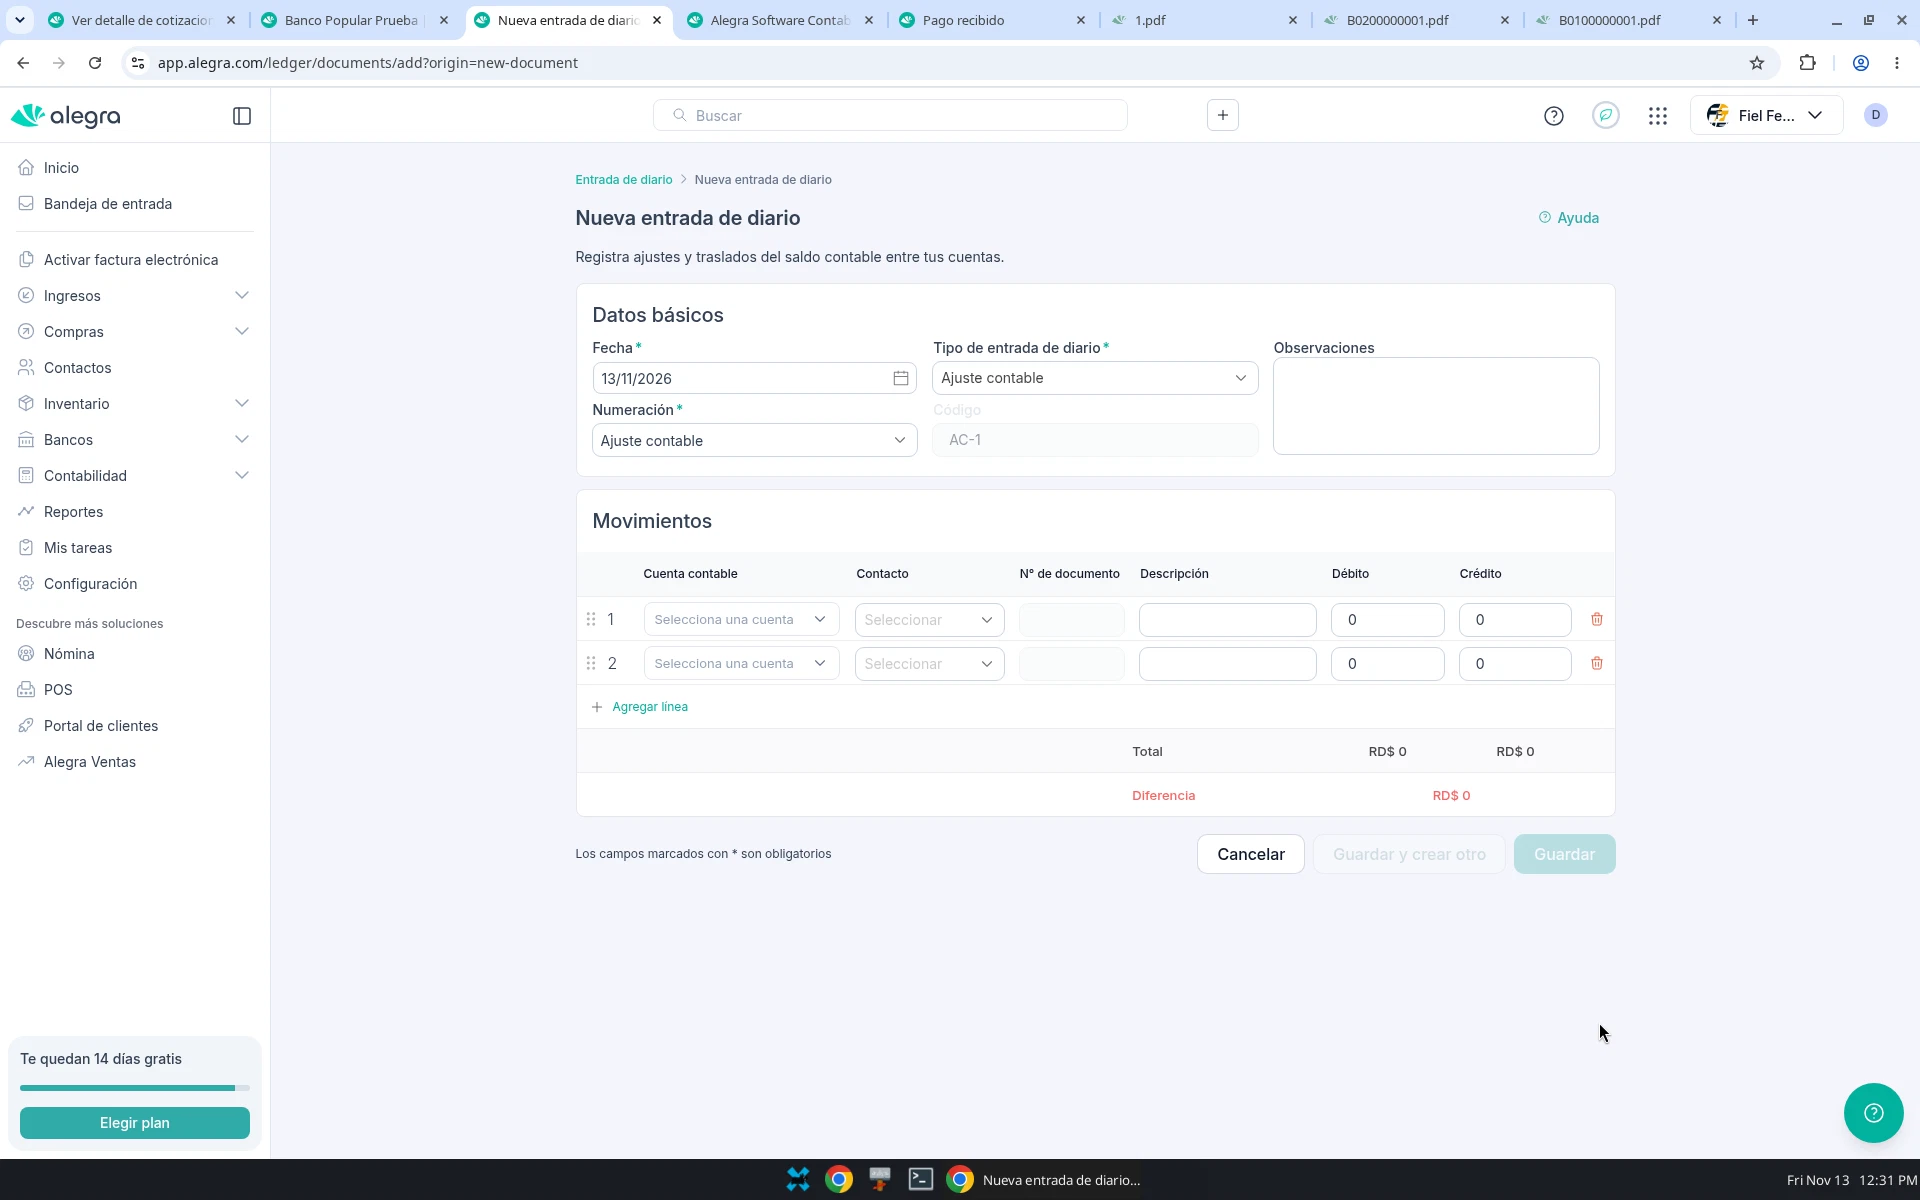 Ver detalle de cotizacion
Banco Popular Prueba
Nueva entrada de diario
Alegra Software Contab
Pago recibido
1.pdf
B0200000001.pdf
B0100000001.pdf
app.alegra.com/ledger/documents/add?origin=new-document
alegra
Buscar
Fiel Fe...
D
Inicio
Bandeja de entrada
Activar factura electrónica
Ingresos
Compras
Contactos
Inventario
Bancos
Contabilidad
Reportes
Mis tareas
Configuración
Descubre más soluciones
Nómina
POS
Portal de clientes
Alegra Ventas
Te quedan 14 días gratis
Elegir plan
Entrada de diario > Nueva entrada de diario
Nueva entrada de diario
Ayuda
Registra ajustes y traslados del saldo contable entre tus cuentas.
Datos básicos
Fecha * Tipo de entrada de diario * Observaciones
13/11/2026 Ajuste contable
Numeración * Código
Ajuste contable AC-1
Movimientos
Cuenta contable Contacto N° de documento Descripción Débito Crédito
1 Selecciona una cuenta Seleccionar 0 0
2 Selecciona una cuenta Seleccionar 0 0
+ Agregar línea
Total RD$ 0 RD$ 0
Diferencia RD$ 0
Los campos marcados con * son obligatorios
Cancelar
Guardar y crear otro
Guardar
Nueva entrada de diario...
Fri Nov 13 12:31 PM